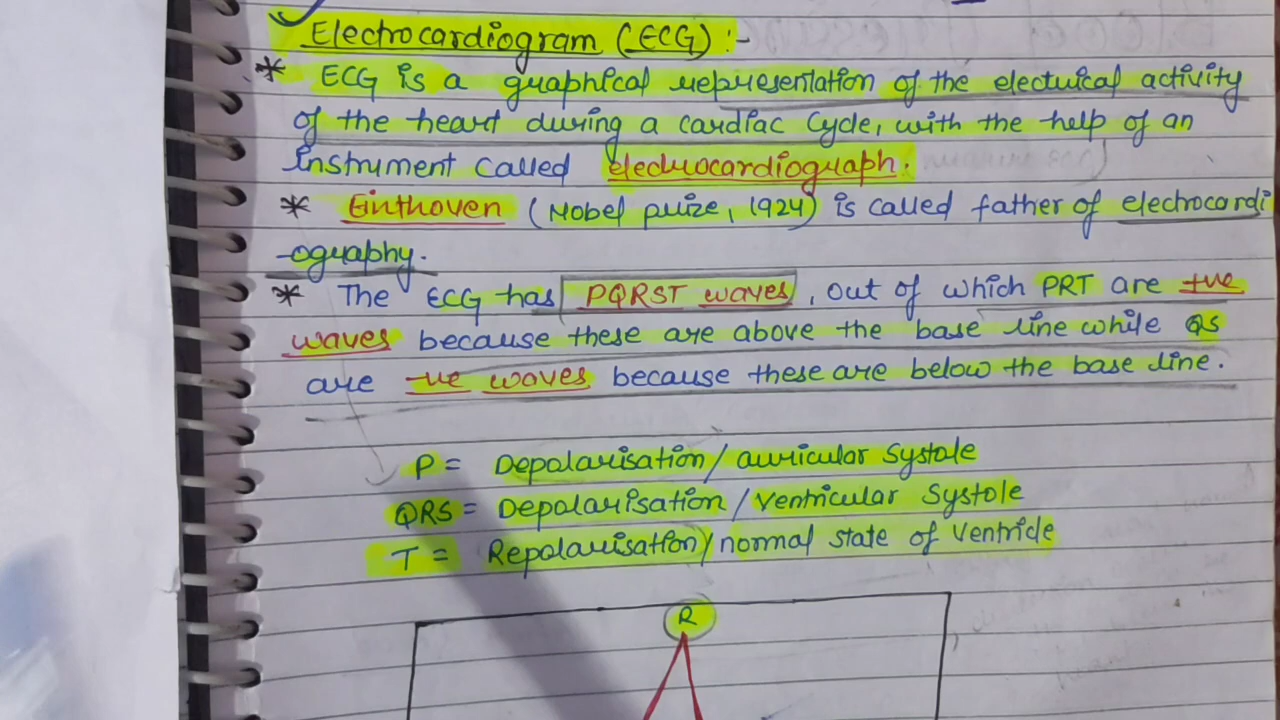 Electrocardiogram (ECG) :-
* ECG is a graphical representation of the electrical activity
of the heart during a cardiac cycle, with the help of an
instrument called electrocardiograph.
* Einthoven (Nobel prize, 1924) is called father of electrocardi
-ography.
* The ECG has PQRST waves, out of which PRT are +ve
waves because these are above the base line while QS
are -ve waves because these are below the base line.
P = Depolarisation / auricular Systole
QRS = Depolarisation / Ventricular Systole
T = Repolarisation / normal state of Ventricle
R